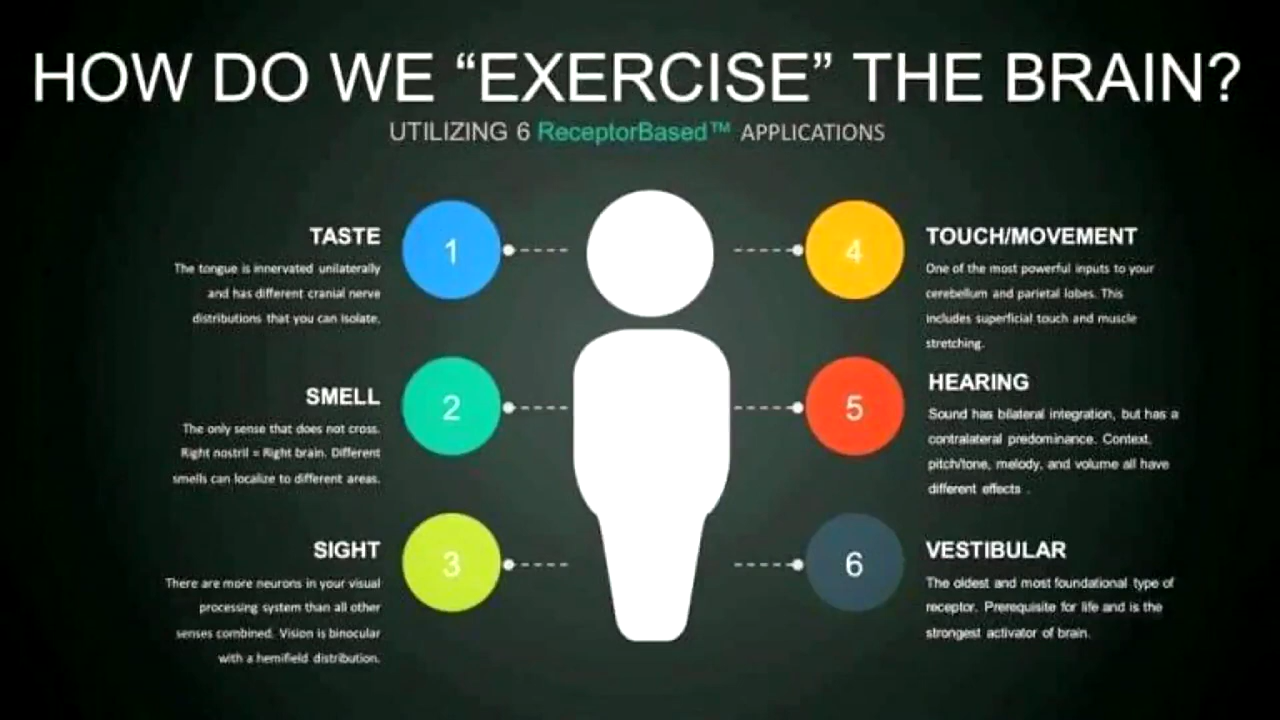 HOW DO WE “EXERCISE” THE BRAIN?
UTILIZING 6 ReceptorBased™ APPLICATIONS
TASTE
The tongue is innervated unilaterally
and has different cranial nerve
distributions that you can isolate.
1
SMELL
The only sense that does not cross.
Right nostril = Right brain. Different
smells can localize to different areas.
2
SIGHT
There are more neurons in your visual
processing system than all other
senses combined. Vision is binocular
with a hemifield distribution.
3
4
TOUCH/MOVEMENT
One of the most powerful inputs to your
cerebellum and parietal lobes. This
includes superficial touch and muscle
stretching.
5
HEARING
Sound has bilateral integration, but has a
contralateral predominance. Context,
pitch/tone, melody, and volume all have
different effects .
6
VESTIBULAR
The oldest and most foundational type of
receptor. Prerequisite for life and is the
strongest activator of brain.